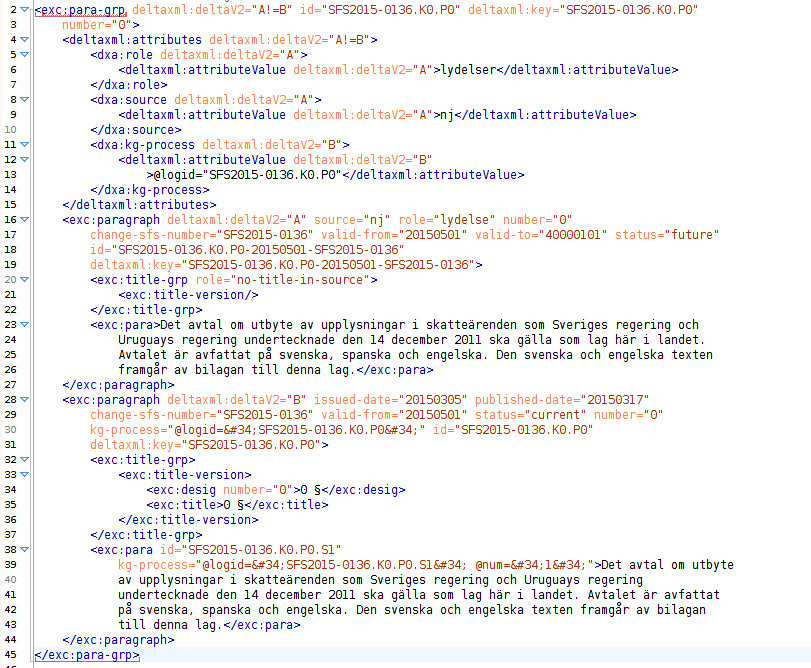 2 <exc:para-grp deltaxml:deltaV2="A!=B" id="SFS2015-0136.K0.P0" deltaxml:key="SFS2015-0136.K0.P0"
3 number="0">
4 <deltaxml:attributes deltaxml:deltaV2="A!=B">
5 <dxa:role deltaxml:deltaV2="A">
6 <deltaxml:attributeValue deltaxml:deltaV2="A">lydelser</deltaxml:attributeValue>
7 </dxa:role>
8 <dxa:source deltaxml:deltaV2="A">
9 <deltaxml:attributeValue deltaxml:deltaV2="A">nj</deltaxml:attributeValue>
10 </dxa:source>
11 <dxa:kg-process deltaxml:deltaV2="B">
12 <deltaxml:attributeValue deltaxml:deltaV2="B"
13 >@logid="SFS2015-0136.K0.P0"</deltaxml:attributeValue>
14 </dxa:kg-process>
15 </deltaxml:attributes>
16 <exc:paragraph deltaxml:deltaV2="A" source="nj" role="lydelse" number="0"
17 change-sfs-number="SFS2015-0136" valid-from="20150501" valid-to="40000101" status="future"
18 id="SFS2015-0136.K0.P0-20150501-SFS2015-0136"
19 deltaxml:key="SFS2015-0136.K0.P0-20150501-SFS2015-0136">
20 <exc:title-grp role="no-title-in-source">
21 <exc:title-version/>
22 </exc:title-grp>
23 <exc:para>Det avtal om utbyte av upplysningar i skatteärenden som Sveriges regering och
24 Uruguays regering undertecknade den 14 december 2011 ska gälla som lag här i landet.
25 Avtalet är avfattat på svenska, spanska och engelska. Den svenska och engelska texten
26 framgår av bilagan till denna lag.</exc:para>
27 </exc:paragraph>
28 <exc:paragraph deltaxml:deltaV2="B" issued-date="20150305" published-date="20150317"
29 change-sfs-number="SFS2015-0136" valid-from="20150501" status="current" number="0"
30 kg-process="@logid=&#34;SFS2015-0136.K0.P0&#34;" id="SFS2015-0136.K0.P0"
31 deltaxml:key="SFS2015-0136.K0.P0">
32 <exc:title-grp>
33 <exc:title-version>
34 <exc:desig number="0">0 §</exc:desig>
35 <exc:title>0 §</exc:title>
36 </exc:title-version>
37 </exc:title-grp>
38 <exc:para id="SFS2015-0136.K0.P0.S1"
39 kg-process="@logid=&#34;SFS2015-0136.K0.P0.S1&#34; @num=&#34;1&#34;">Det avtal om utbyte
40 av upplysningar i skatteärenden som Sveriges regering och Uruguays regering
41 undertecknade den 14 december 2011 ska gälla som lag här i landet. Avtalet är avfattat
42 på svenska, spanska och engelska. Den svenska och engelska texten framgår av bilagan
43 till denna lag.</exc:para>
44 </exc:paragraph>
45 </exc:para-grp>